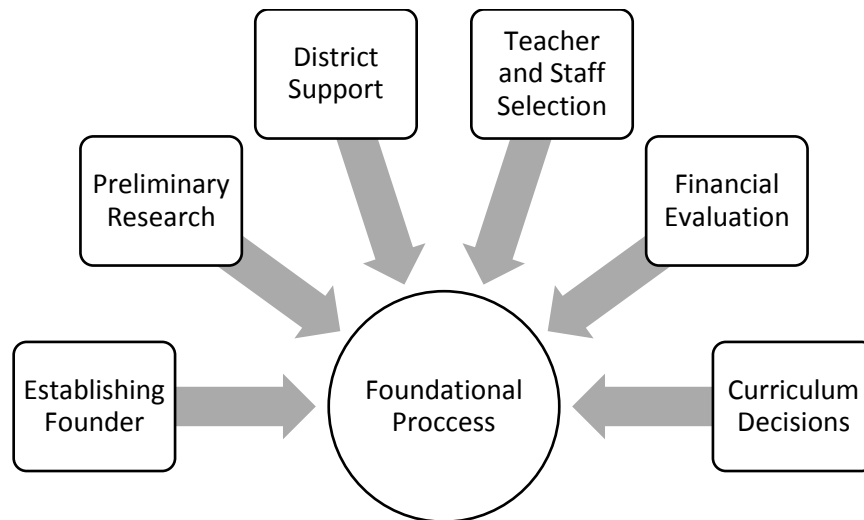 District
Support
Teacher
and Staff
Selection
Preliminary
Research
Financial
Evaluation
Establishing
Founder
Foundational
Proccess
Curriculum
Decisions